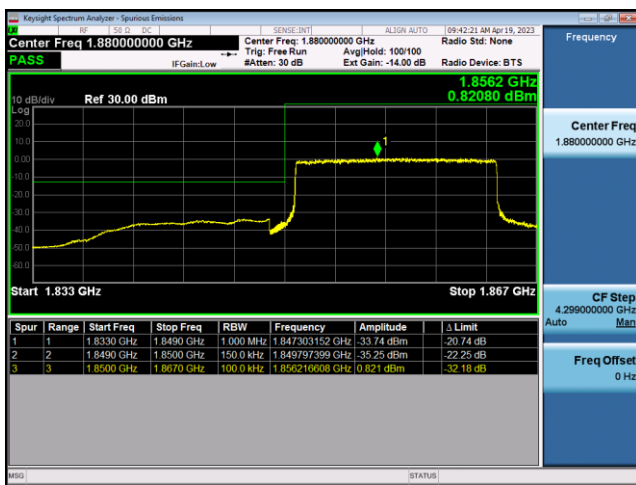 Keysight Spectrum Analyzer - Spurious Emissions
RF 50 Ω DC SENSE:INT ALIGN AUTO 09:42:21 AM Apr 19, 2023
Center Freq 1.880000000 GHz Center Freq: 1.880000000 GHz Radio Std: None
Trig: Free Run Avg|Hold: 100/100
PASS IFGain:Low #Atten: 30 dB Ext Gain: -14.00 dB Radio Device: BTS
1.8562 GHz
10 dB/div Ref 30.00 dBm 0.82080 dBm
Log
20.0
10.0
1
0.00
-10.0
-20.0
-30.0
-40.0
-50.0
-60.0
Start 1.833 GHz Stop 1.867 GHz
Spur Range Start Freq Stop Freq RBW Frequency Amplitude Δ Limit
1 1 1.8330 GHz 1.8490 GHz 1.000 MHz 1.847303152 GHz -33.74 dBm -20.74 dB
2 2 1.8490 GHz 1.8500 GHz 150.0 kHz 1.849797399 GHz -35.25 dBm -22.25 dB
3 3 1.8500 GHz 1.8670 GHz 100.0 kHz 1.856216608 GHz 0.821 dBm -32.18 dB
MSG STATUS
Frequency
Center Freq
1.880000000 GHz
CF Step
4.299000000 GHz
Auto Man
Freq Offset
0 Hz